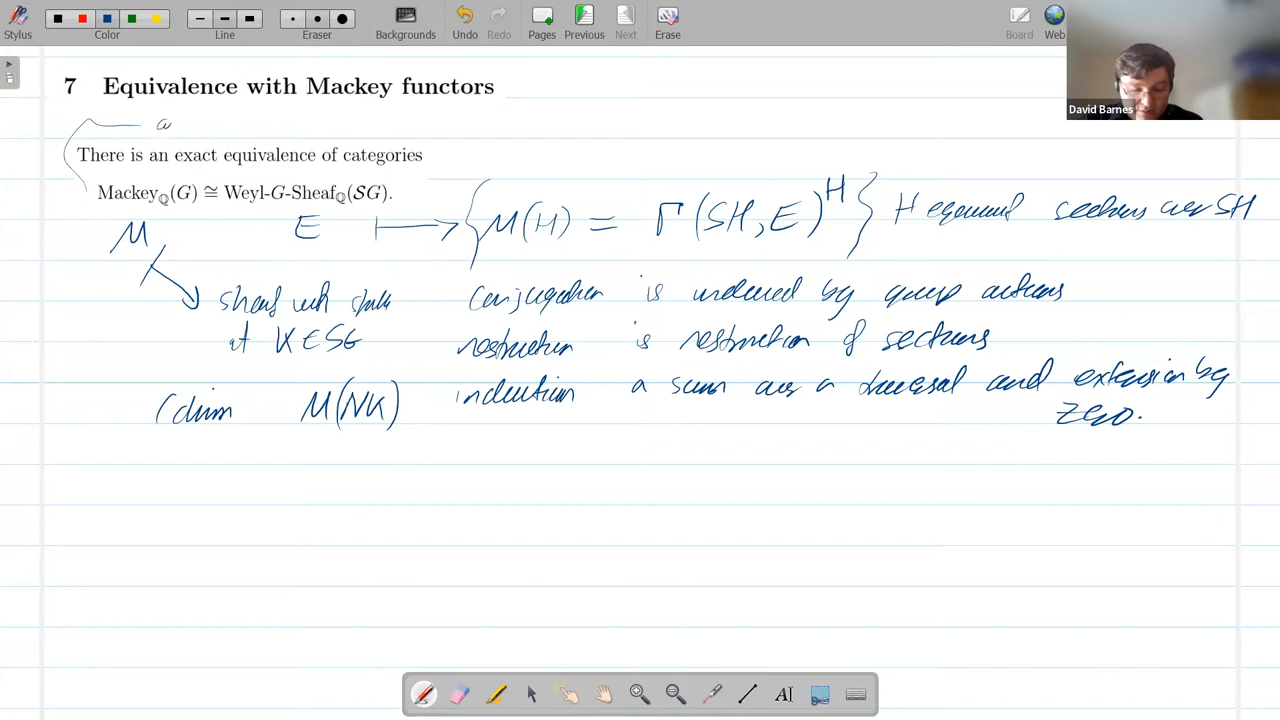 Stylus Color Line Eraser Backgrounds Undo Redo Pages Previous Next Erase Board Web
David Barnes
7 Equivalence with Mackey functors
There is an exact equivalence of categories
Mackey_ℚ(G) ≅ Weyl-G-Sheaf_ℚ(𝒮G).
M E ↦ { M(H) = Γ(SH, E)^H } H sections over SH
sheaf with stalk conjugation is induced by group actions
at K ∈ SG restriction is restriction of sections
M(NK) induction a sum over a and extension by
zero.